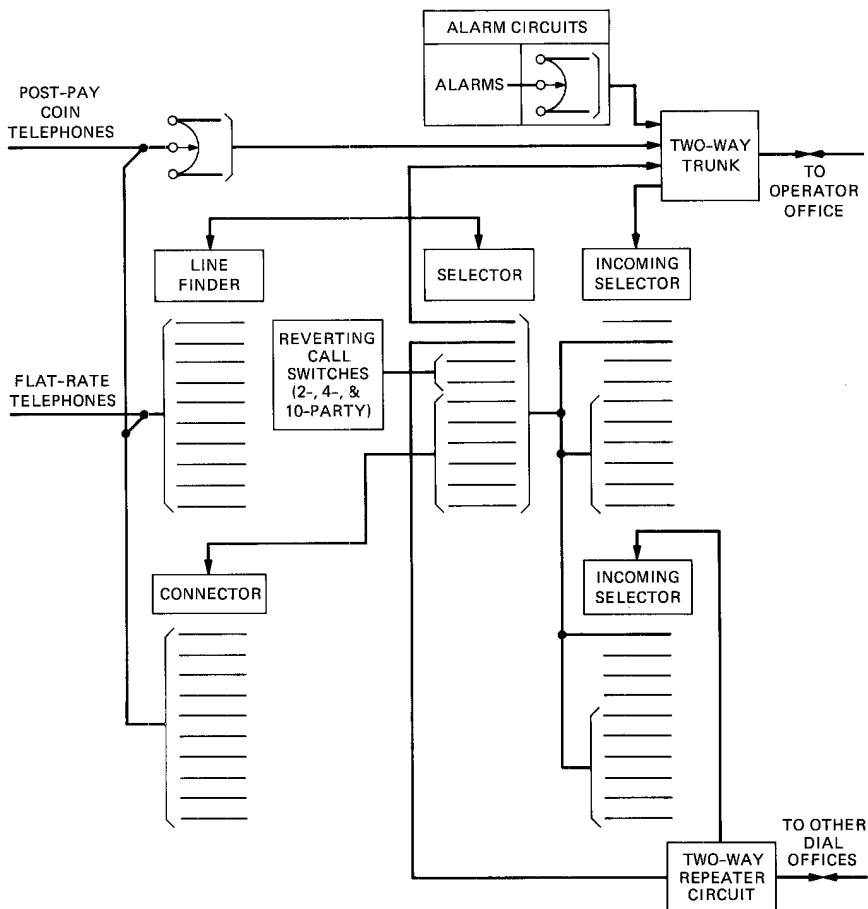 ALARM CIRCUITS
ALARMS
POST-PAY
COIN
TELEPHONES
TWO-WAY
TRUNK
TO
OPERATOR
OFFICE
LINE
FINDER
SELECTOR
INCOMING
SELECTOR
REVERTING
CALL
SWITCHES
(2-, 4-, &
10-PARTY)
FLAT-RATE
TELEPHONES
CONNECTOR
INCOMING
SELECTOR
TO OTHER
DIAL
OFFICES
TWO-WAY
REPEATER
CIRCUIT